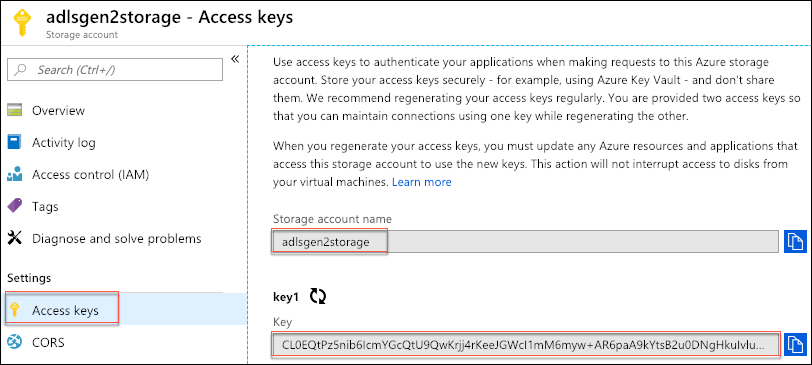 adlsgen2storage - Access keys
Storage account
Search (Ctrl+/)
«
Overview
Activity log
Access control (IAM)
Tags
Diagnose and solve problems
Settings
Access keys
CORS
Use access keys to authenticate your applications when making requests to this Azure storage
account. Store your access keys securely - for example, using Azure Key Vault - and don't share
them. We recommend regenerating your access keys regularly. You are provided two access keys so
that you can maintain connections using one key while regenerating the other.
When you regenerate your access keys, you must update any Azure resources and applications that
access this storage account to use the new keys. This action will not interrupt access to disks from
your virtual machines. Learn more
Storage account name
adlsgen2storage
key1
Key
CL0EQtPz5nib6IcmYGcQtU9QwKrjj4rKeeJGWcI1mM6myw+AR6paA9kYtsB2u0DNgHkuIvlu...